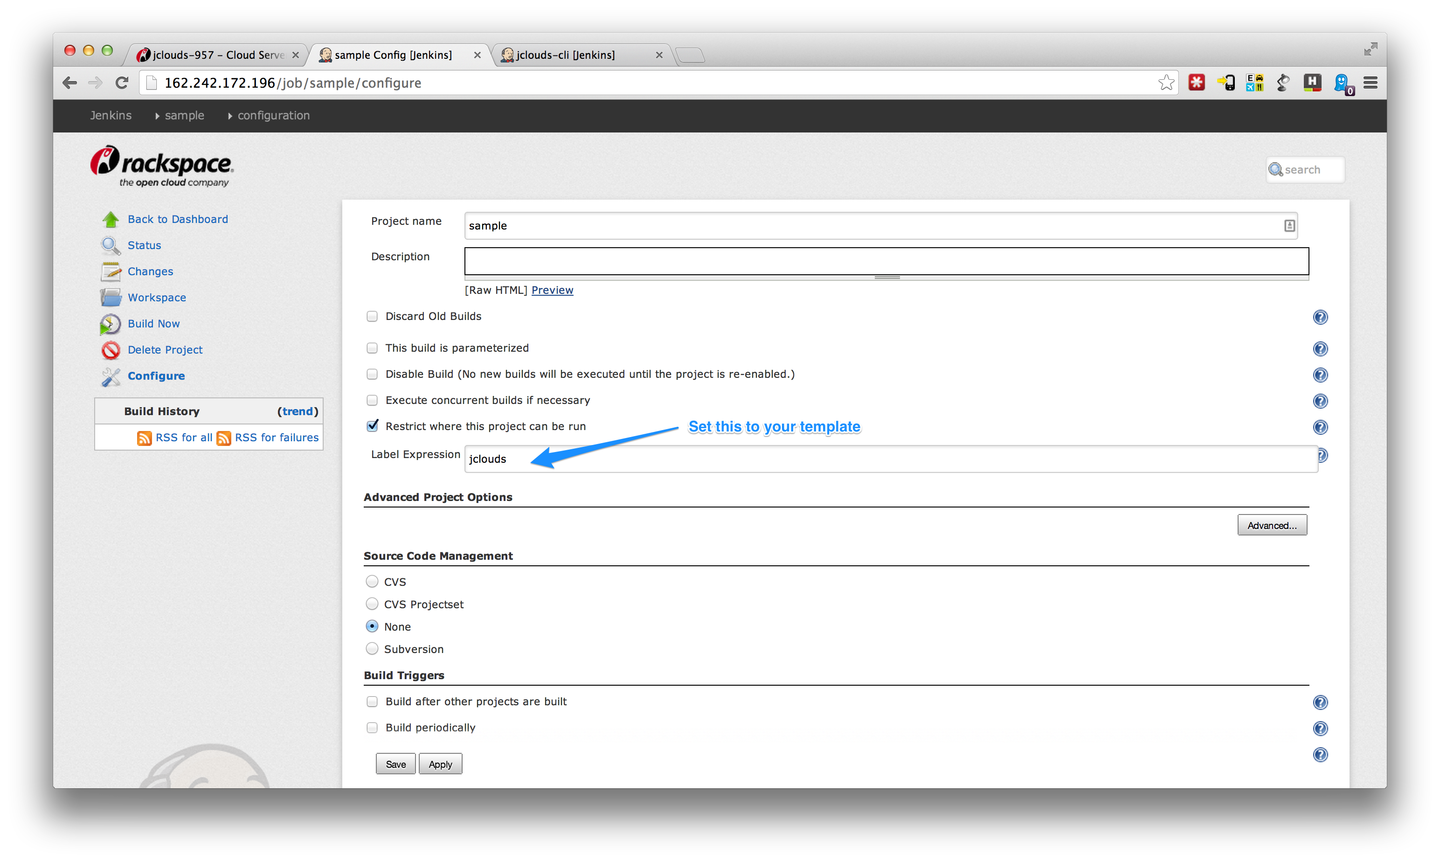 jclouds-957 – Cloud Serve
sample Config [Jenkins]
jclouds-cli [Jenkins]
162.242.172.196/job/sample/configure
H
0
Jenkins
sample
configuration
rackspace
the open cloud company
search
Back to Dashboard
Status
Changes
Workspace
Build Now
Delete Project
Configure
Build History (trend)
RSS for all RSS for failures
Project name sample
Description
[Raw HTML] Preview
Discard Old Builds
This build is parameterized
Disable Build (No new builds will be executed until the project is re-enabled.)
Execute concurrent builds if necessary
Restrict where this project can be run
Set this to your template
Label Expression jclouds
Advanced Project Options
Advanced...
Source Code Management
CVS
CVS Projectset
None
Subversion
Build Triggers
Build after other projects are built
Build periodically
Save Apply